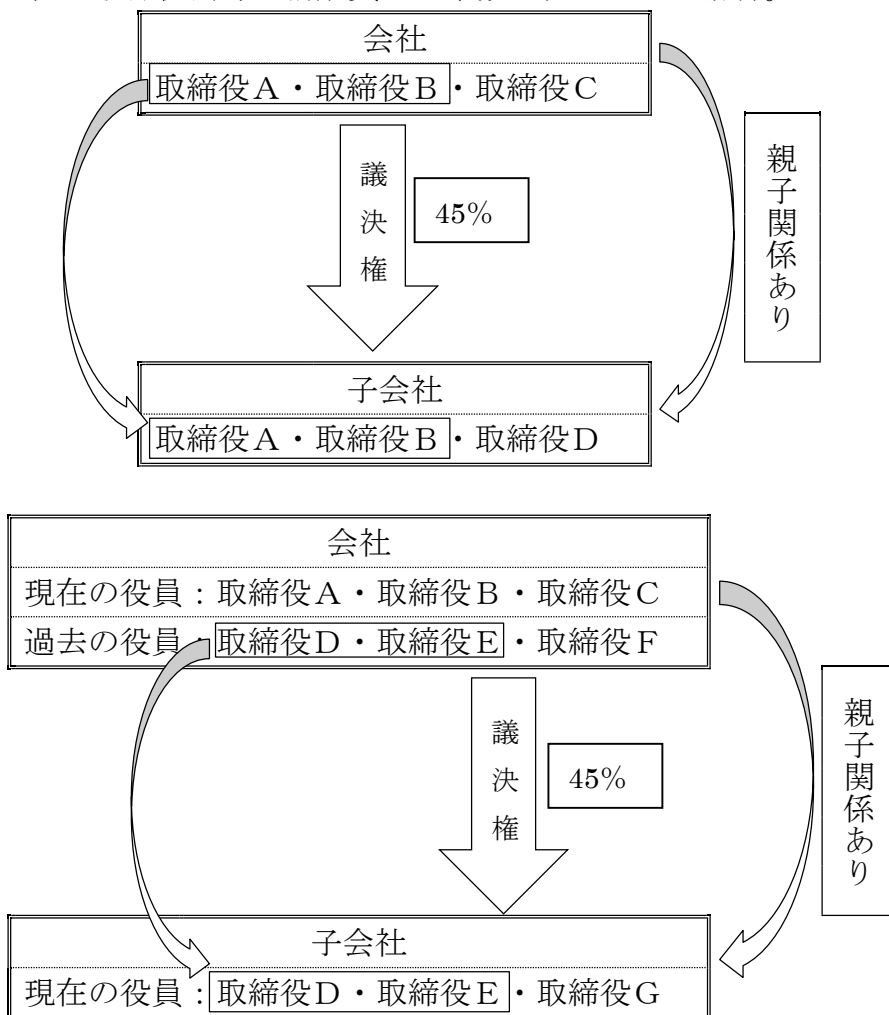 会社
取締役A・取締役B・取締役C
議決権
45%
親子関係あり
子会社
取締役A・取締役B・取締役D
会社
現在の役員：取締役A・取締役B・取締役C
過去の役員：取締役D・取締役E・取締役F
議決権
45%
親子関係あり
子会社
現在の役員：取締役D・取締役E・取締役G